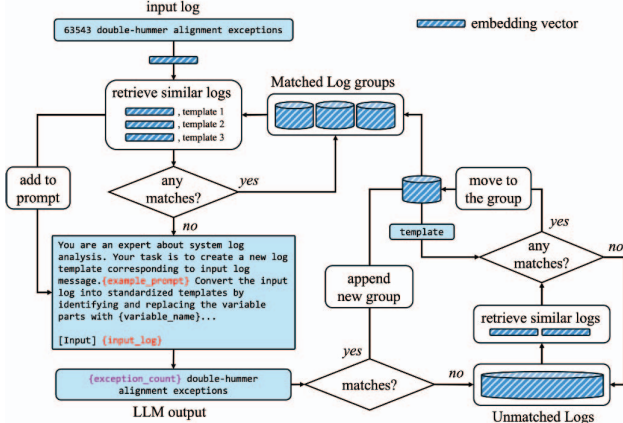 input log
63543 double-hummer alignment exceptions
embedding vector
retrieve similar logs
, template 1
, template 2
, template 3
Matched Log groups
add to
prompt
any
matches?
yes
no
You are an expert about system log
analysis. Your task is to create a new log
template corresponding to input log
message.{example_prompt} Convert the input
log into standardized templates by
identifying and replacing the variable
parts with {variable_name}...
[Input] {input_log}
{exception_count} double-hummer
alignment exceptions
LLM output
matches?
yes
no
append
new group
template
move to
the group
yes
any
matches?
no
retrieve similar logs
Unmatched Logs